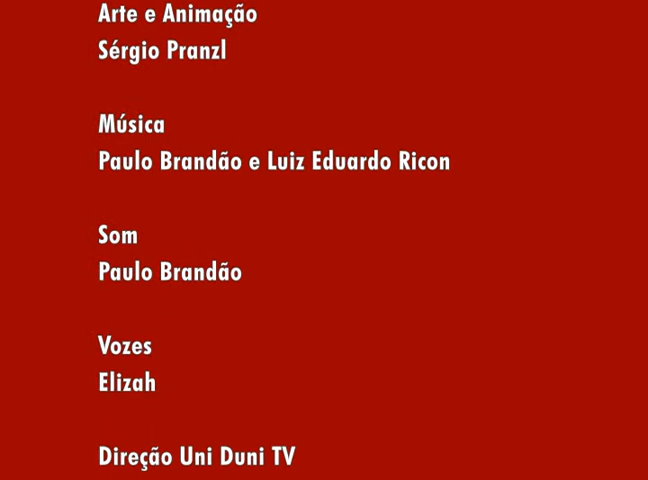 Arte e Animação
Sérgio Pranzl
Música
Paulo Brandão e Luiz Eduardo Ricon
Som
Paulo Brandão
Vozes
Elizah
Direção Uni Duni TV